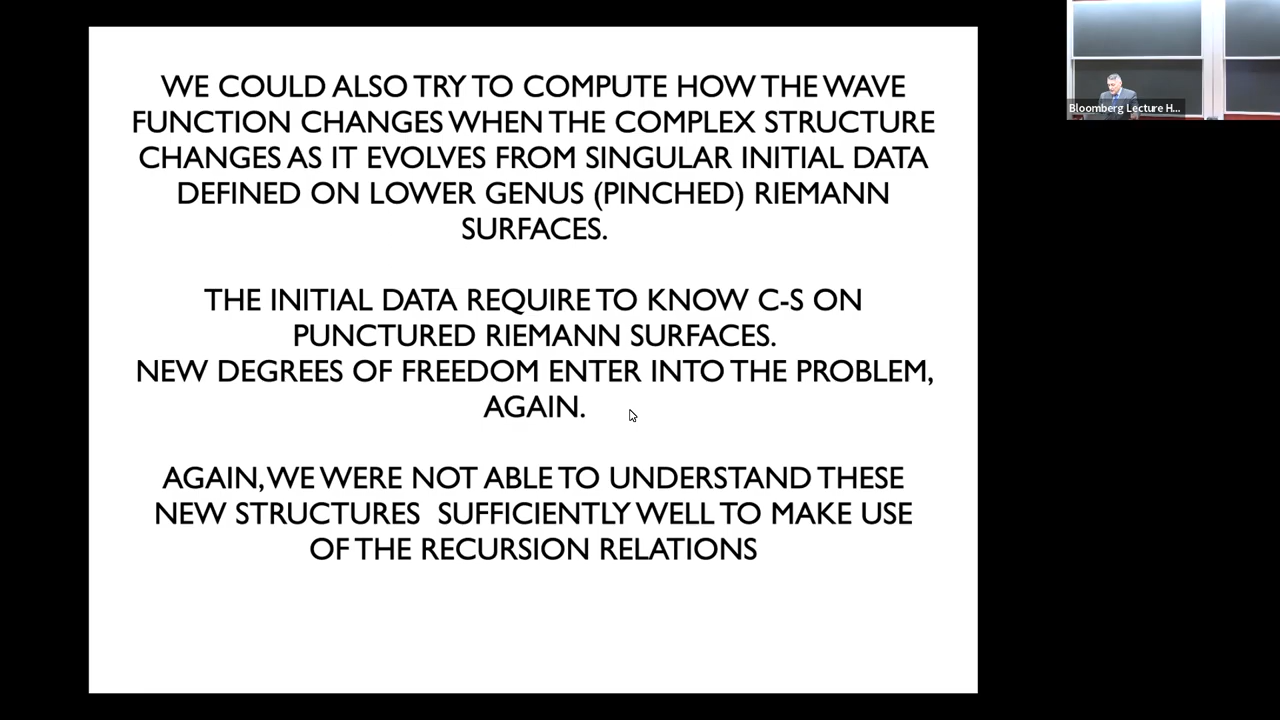 WE COULD ALSO TRY TO COMPUTE HOW THE WAVE
FUNCTION CHANGES WHEN THE COMPLEX STRUCTURE
CHANGES AS IT EVOLVES FROM SINGULAR INITIAL DATA
DEFINED ON LOWER GENUS (PINCHED) RIEMANN
SURFACES.
THE INITIAL DATA REQUIRE TO KNOW C-S ON
PUNCTURED RIEMANN SURFACES.
NEW DEGREES OF FREEDOM ENTER INTO THE PROBLEM,
AGAIN.
AGAIN, WE WERE NOT ABLE TO UNDERSTAND THESE
NEW STRUCTURES SUFFICIENTLY WELL TO MAKE USE
OF THE RECURSION RELATIONS
Bloomberg Lecture H...